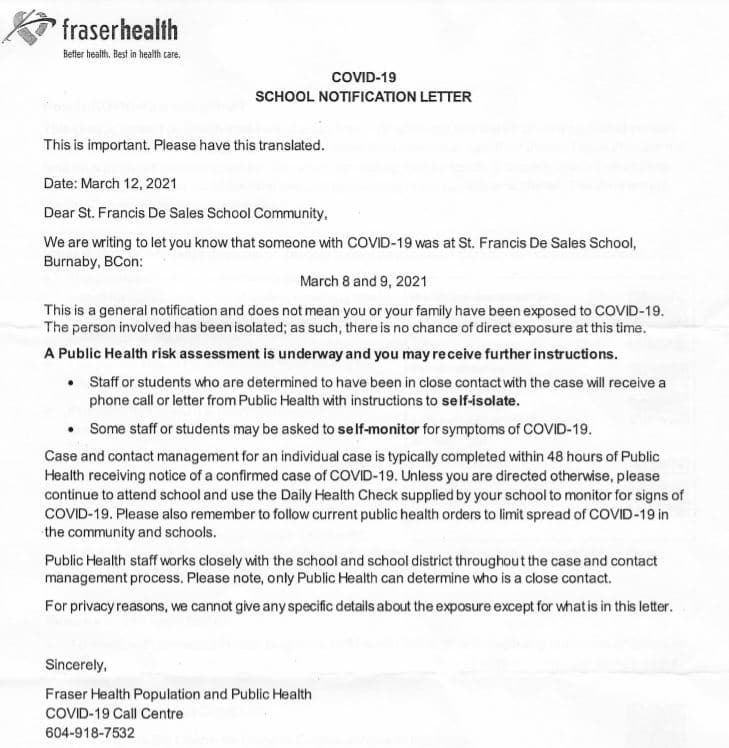 fraserhealth
Better health. Best in health care.
COVID-19
SCHOOL NOTIFICATION LETTER
This is important. Please have this translated.
Date: March 12, 2021
Dear St. Francis De Sales School Community,
We are writing to let you know that someone with COVID-19 was at St. Francis De Sales School,
Burnaby, BCon:
March 8 and 9, 2021
This is a general notification and does not mean you or your family have been exposed to COVID-19.
The person involved has been isolated; as such, there is no chance of direct exposure at this time.
A Public Health risk assessment is underway and you may receive further instructions.
• Staff or students who are determined to have been in close contact with the case will receive a
phone call or letter from Public Health with instructions to self-isolate.
• Some staff or students may be asked to self-monitor for symptoms of COVID-19.
Case and contact management for an individual case is typically completed within 48 hours of Public
Health receiving notice of a confirmed case of COVID-19. Unless you are directed otherwise, please
continue to attend school and use the Daily Health Check supplied by your school to monitor for signs of
COVID-19. Please also remember to follow current public health orders to limit spread of COVID-19 in
the community and schools.
Public Health staff works closely with the school and school district throughout the case and contact
management process. Please note, only Public Health can determine who is a close contact.
For privacy reasons, we cannot give any specific details about the exposure except for what is in this letter.
Sincerely,
Fraser Health Population and Public Health
COVID-19 Call Centre
604-918-7532